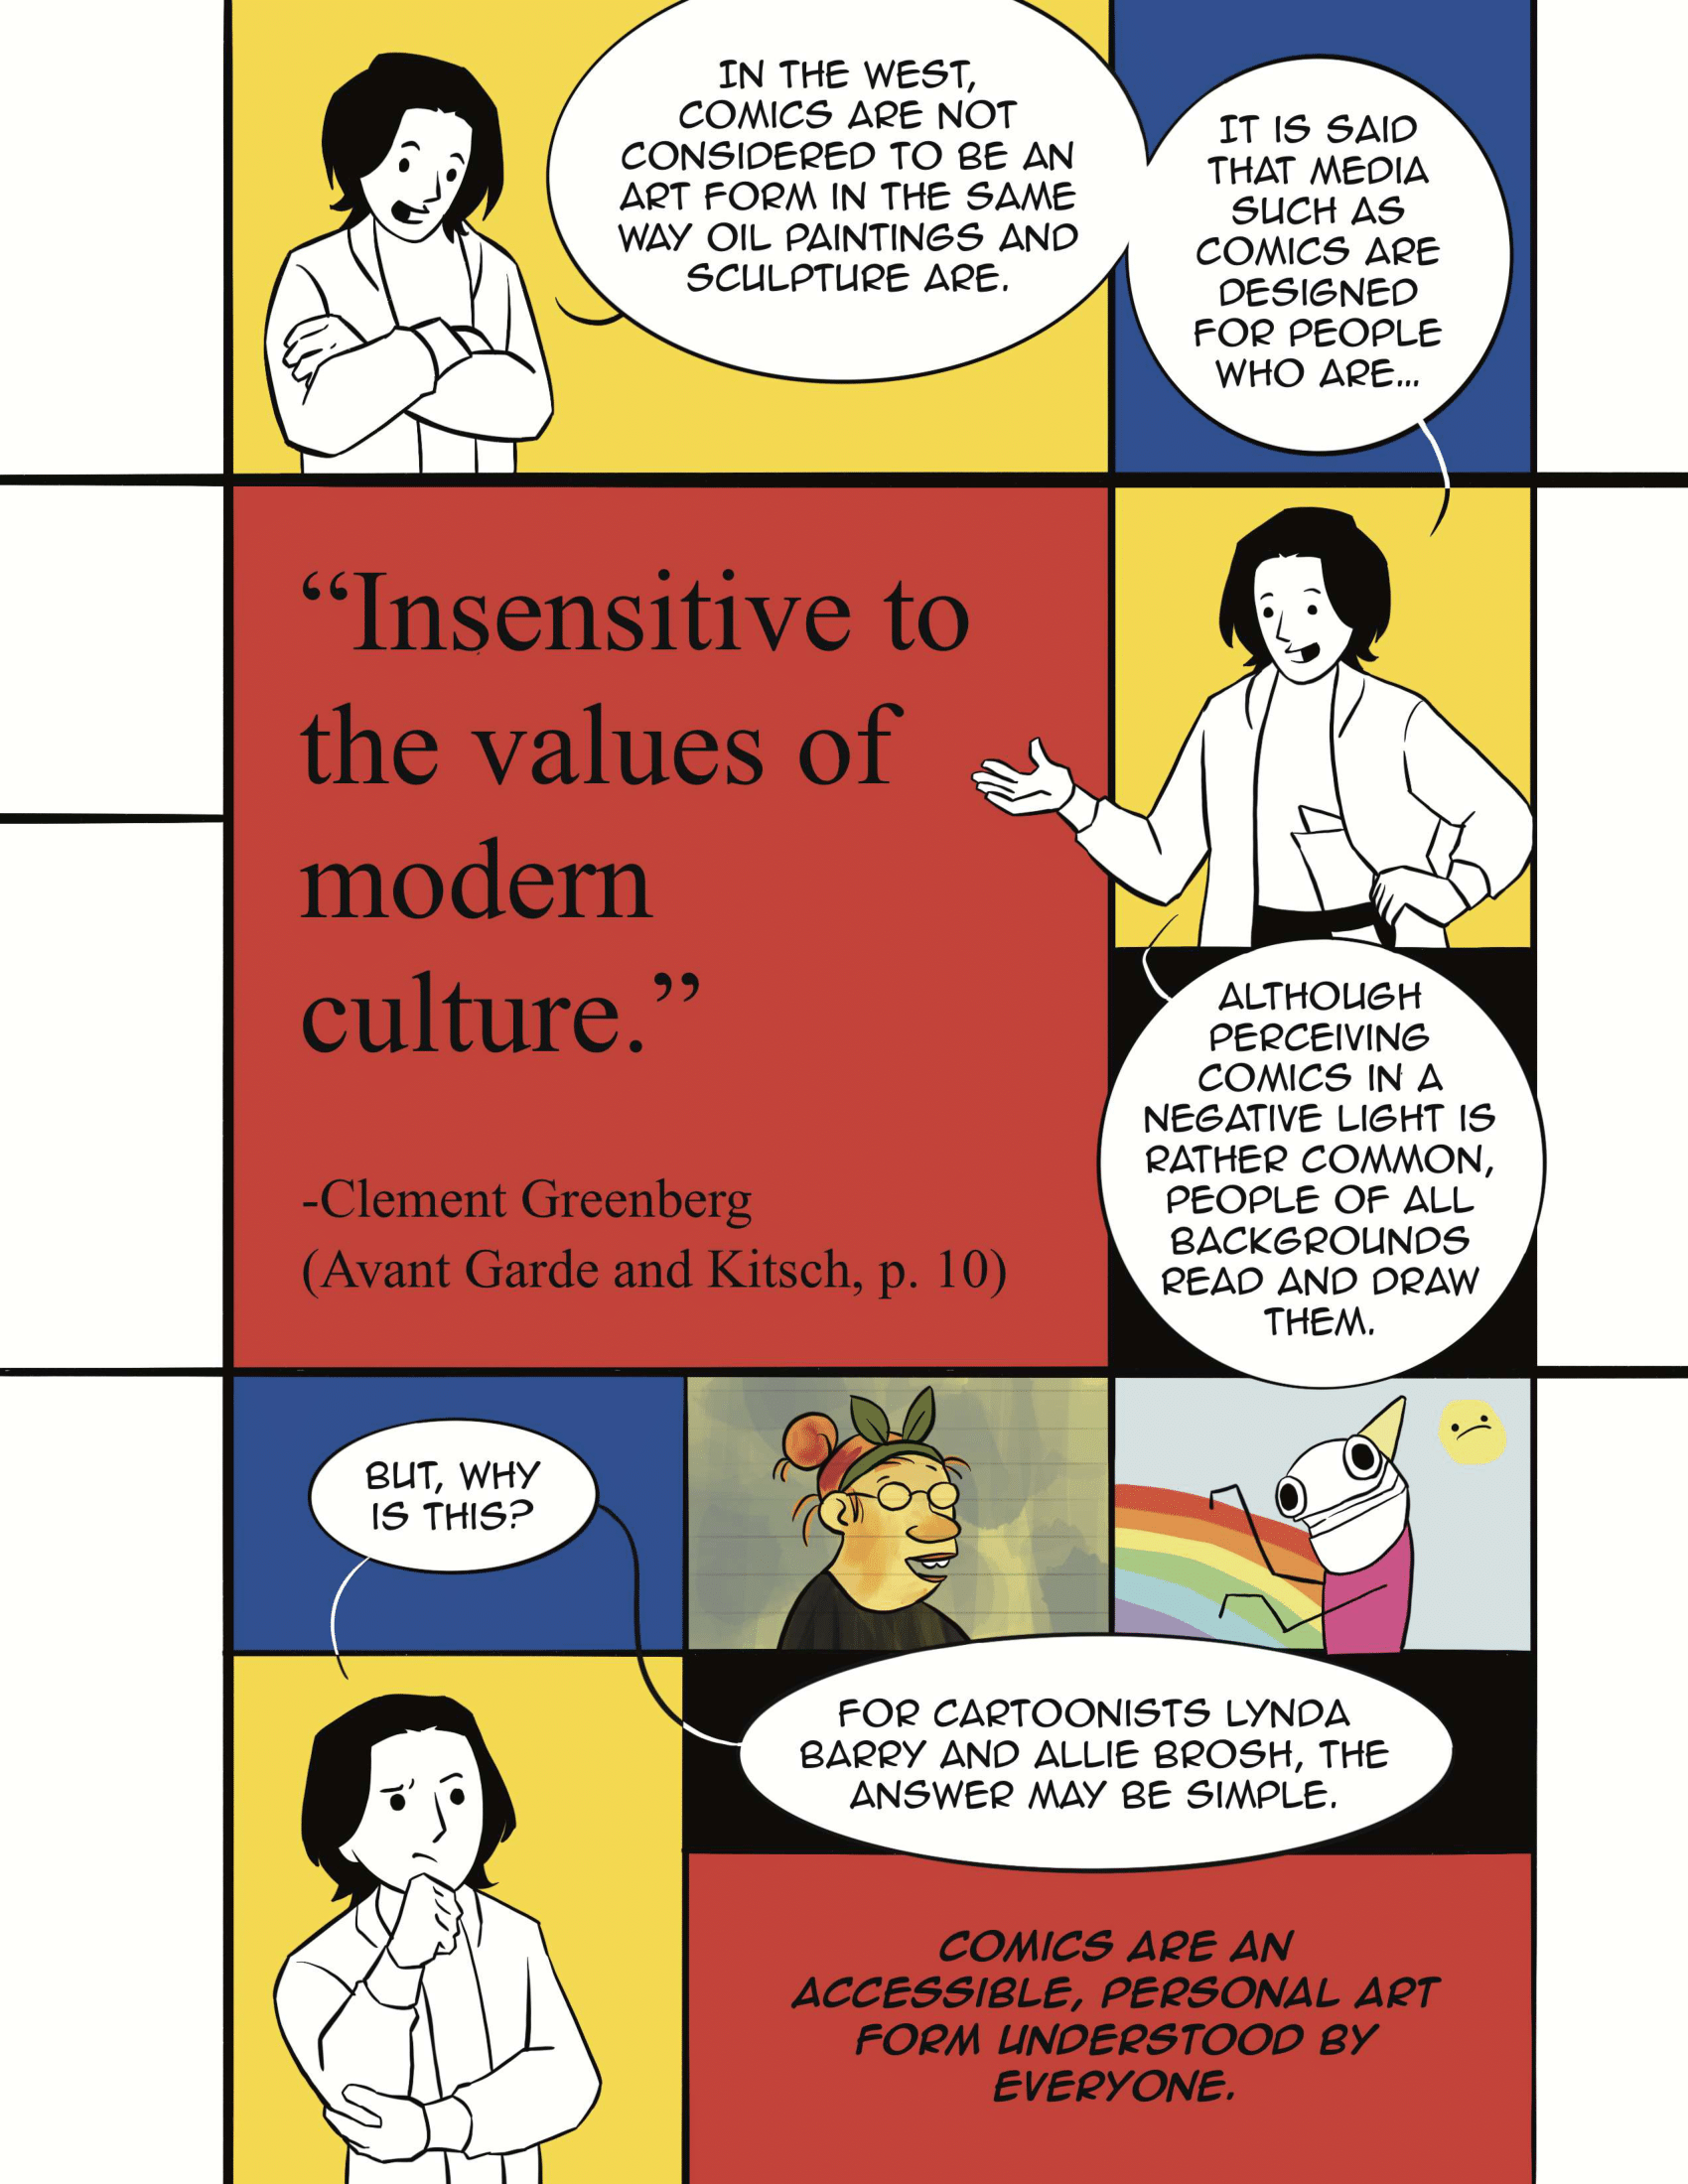 IN THE WEST,
COMICS ARE NOT
CONSIDERED TO BE AN
ART FORM IN THE SAME
WAY OIL PAINTINGS AND
SCULPTURE ARE.
IT IS SAID
THAT MEDIA
SUCH AS
COMICS ARE
DESIGNED
FOR PEOPLE
WHO ARE...
“Insensitive to
the values of
modern
culture.”
-Clement Greenberg
(Avant Garde and Kitsch, p. 10)
ALTHOUGH
PERCEIVING
COMICS IN A
NEGATIVE LIGHT IS
RATHER COMMON,
PEOPLE OF ALL
BACKGROUNDS
READ AND DRAW
THEM.
BUT, WHY
IS THIS?
FOR CARTOONISTS LYNDA
BARRY AND ALLIE BROSH, THE
ANSWER MAY BE SIMPLE.
COMICS ARE AN
ACCESSIBLE, PERSONAL ART
FORM UNDERSTOOD BY
EVERYONE.